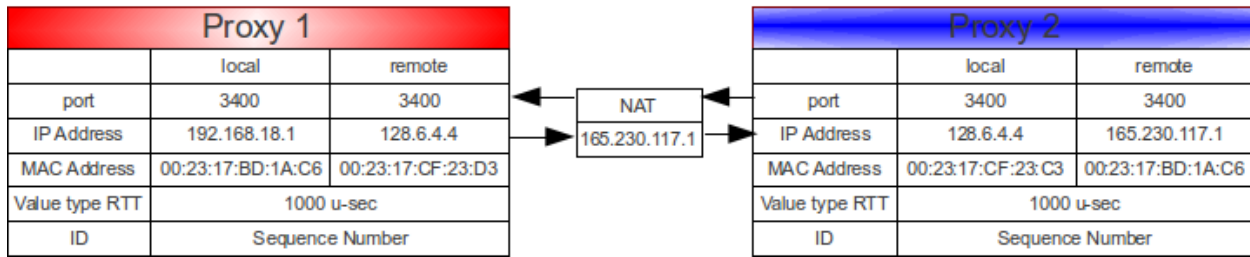 Proxy 1
local remote
port 3400 3400
IP Address 192.168.18.1 128.6.4.4
MAC Address 00:23:17:BD:1A:C6 00:23:17:CF:23:D3
Value type RTT 1000 u-sec
ID Sequence Number
NAT
165.230.117.1
Proxy 2
local remote
port 3400 3400
IP Address 128.6.4.4 165.230.117.1
MAC Address 00:23:17:CF:23:C3 00:23:17:BD:1A:C6
Value type RTT 1000 u-sec
ID Sequence Number